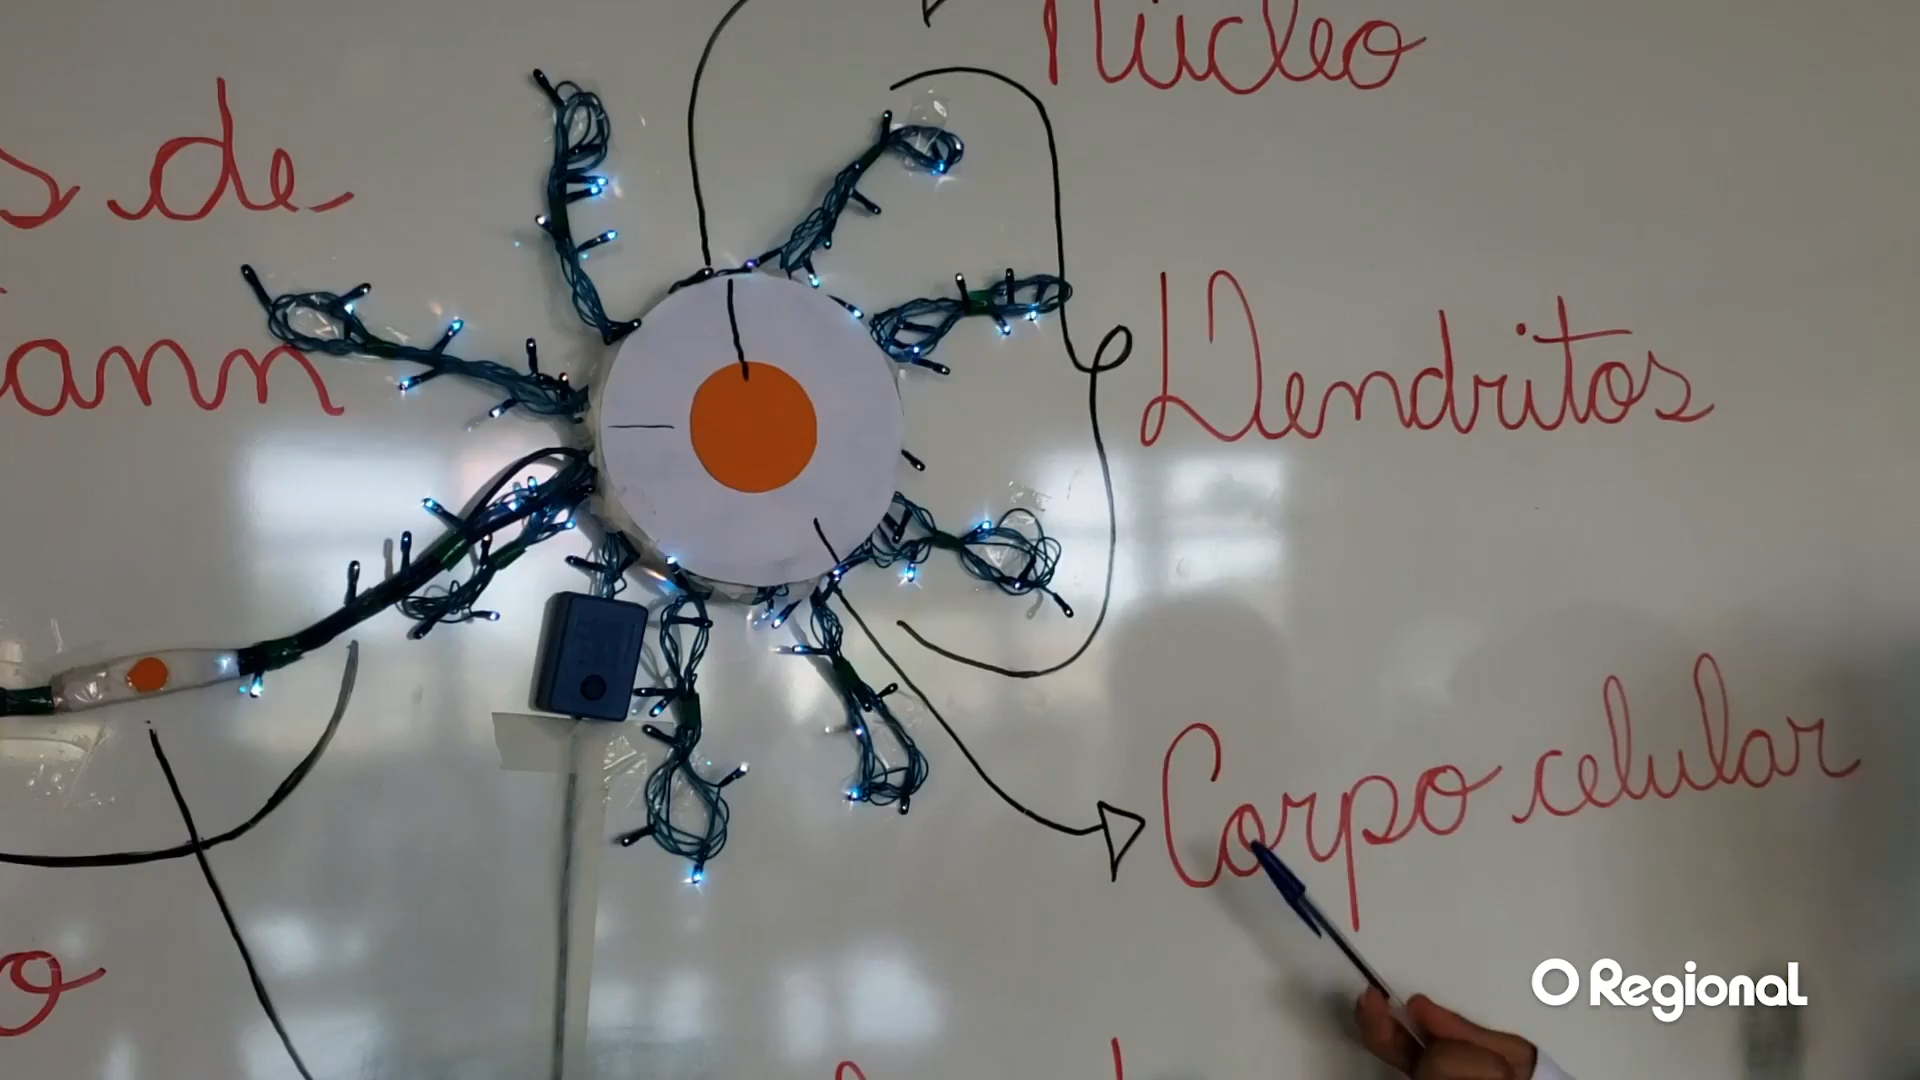 Núcleo
s de
Dendritos
ann
Corpo celular
o
O Regional